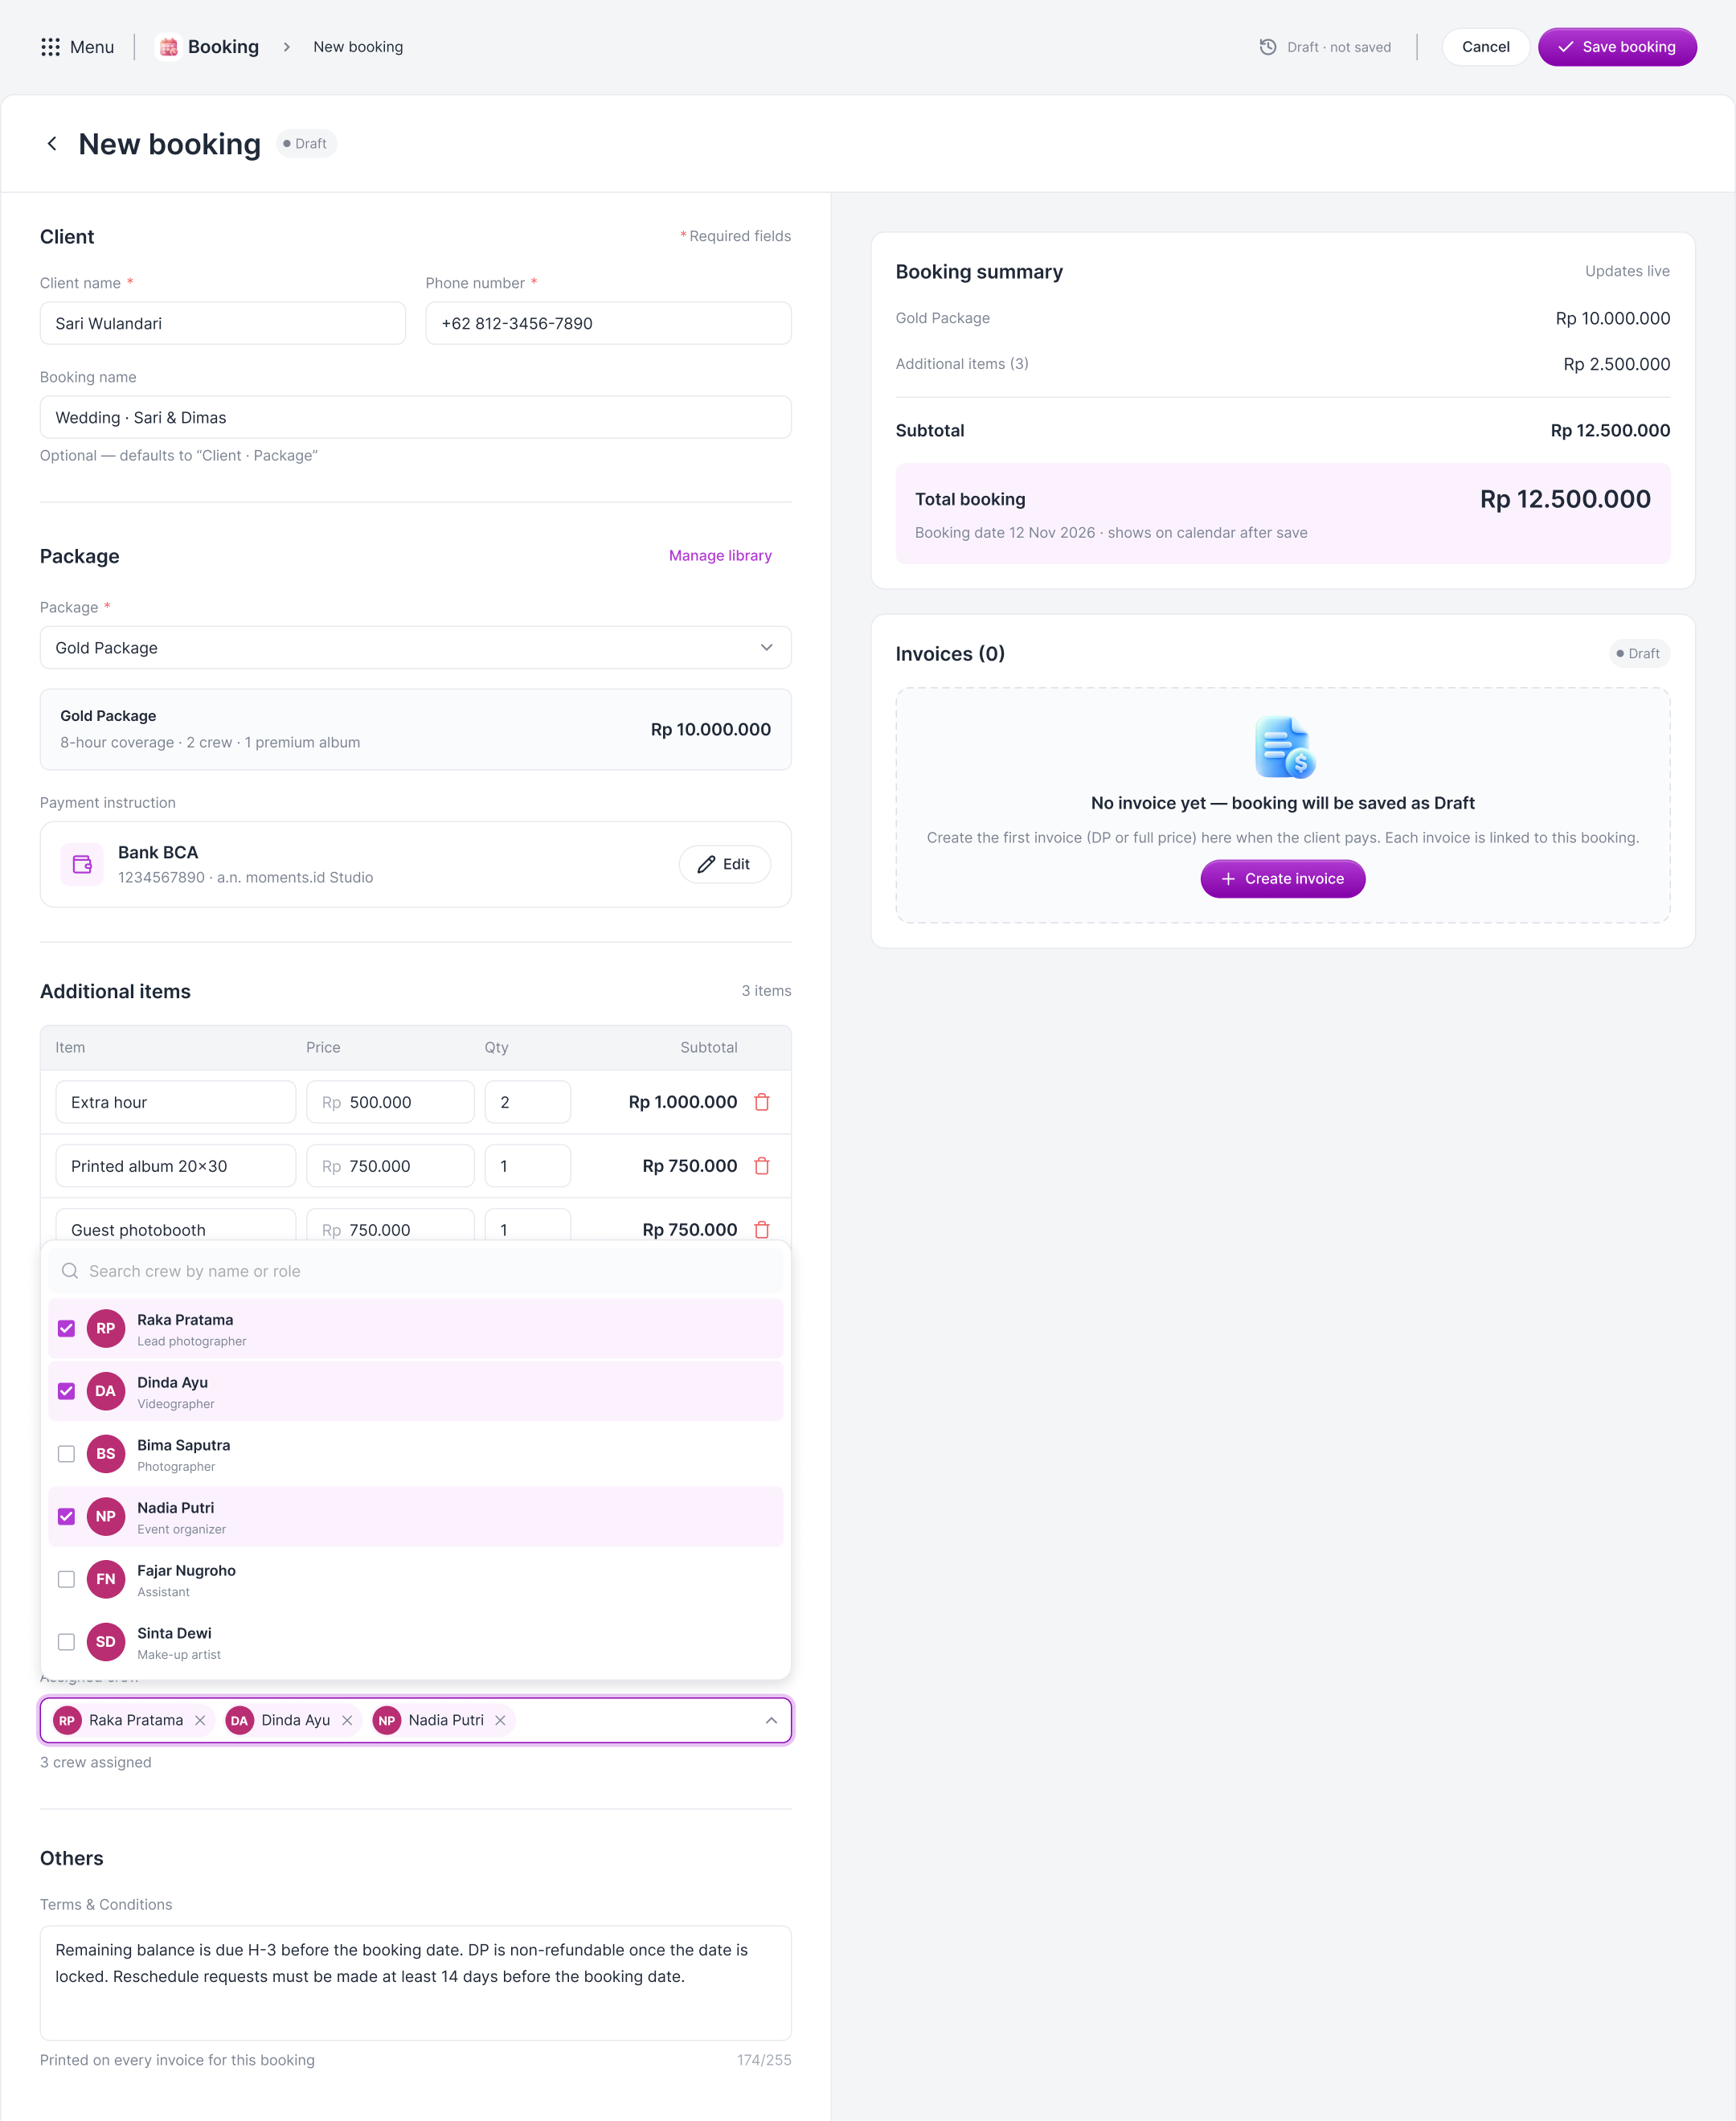 Menu
Booking
New booking
Draft · not saved
Cancel
Save booking
New booking
Draft
Client
* Required fields
Client name *
Phone number *
Sari Wulandari
+62 812-3456-7890
Booking name
Wedding · Sari & Dimas
Optional — defaults to “Client · Package”
Package
Manage library
Package *
Gold Package
Gold Package
8-hour coverage · 2 crew · 1 premium album
Rp 10.000.000
Payment instruction
Bank BCA
1234567890 · a.n. moments.id Studio
Edit
Additional items
3 items
Item Price Qty Subtotal
Extra hour Rp 500.000 2 Rp 1.000.000
Printed album 20×30 Rp 750.000 1 Rp 750.000
Guest photobooth Rp 750.000 1 Rp 750.000
Search crew by name or role
RP
Raka Pratama
Lead photographer
DA
Dinda Ayu
Videographer
BS
Bima Saputra
Photographer
NP
Nadia Putri
Event organizer
FN
Fajar Nugroho
Assistant
SD
Sinta Dewi
Make-up artist
RP Raka Pratama DA Dinda Ayu NP Nadia Putri
3 crew assigned
Others
Terms & Conditions
Remaining balance is due H-3 before the booking date. DP is non-refundable once the date is
locked. Reschedule requests must be made at least 14 days before the booking date.
Printed on every invoice for this booking
174/255
Booking summary
Updates live
Gold Package
Rp 10.000.000
Additional items (3)
Rp 2.500.000
Subtotal
Rp 12.500.000
Total booking
Rp 12.500.000
Booking date 12 Nov 2026 · shows on calendar after save
Invoices (0)
Draft
$
No invoice yet — booking will be saved as Draft
Create the first invoice (DP or full price) here when the client pays. Each invoice is linked to this booking.
Create invoice